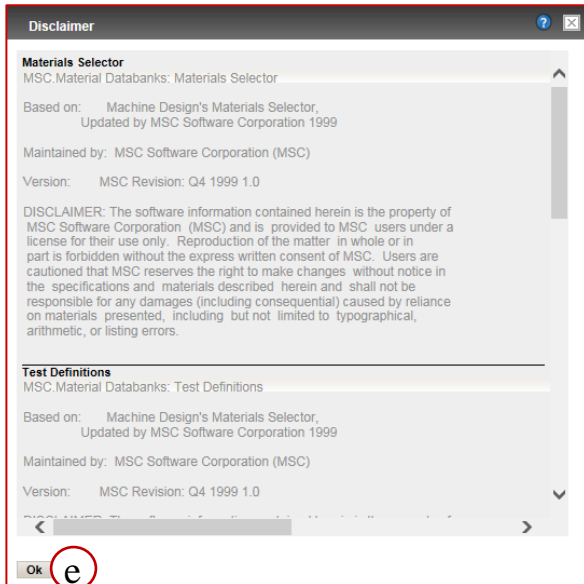 Disclaimer
Materials Selector
MSC.Material Databanks: Materials Selector
Based on: Machine Design's Materials Selector,
Updated by MSC Software Corporation 1999
Maintained by: MSC Software Corporation (MSC)
Version: MSC Revision: Q4 1999 1.0
DISCLAIMER: The software information contained herein is the property of
MSC Software Corporation (MSC) and is provided to MSC users under a
license for their use only. Reproduction of the matter in whole or in
part is forbidden without the express written consent of MSC. Users are
cautioned that MSC reserves the right to make changes without notice in
the specifications and materials described herein and shall not be
responsible for any damages (including consequential) caused by reliance
on materials presented, including but not limited to typographical,
arithmetic, or listing errors.
Test Definitions
MSC.Material Databanks: Test Definitions
Based on: Machine Design's Materials Selector,
Updated by MSC Software Corporation 1999
Maintained by: MSC Software Corporation (MSC)
Version: MSC Revision: Q4 1999 1.0
Ok e